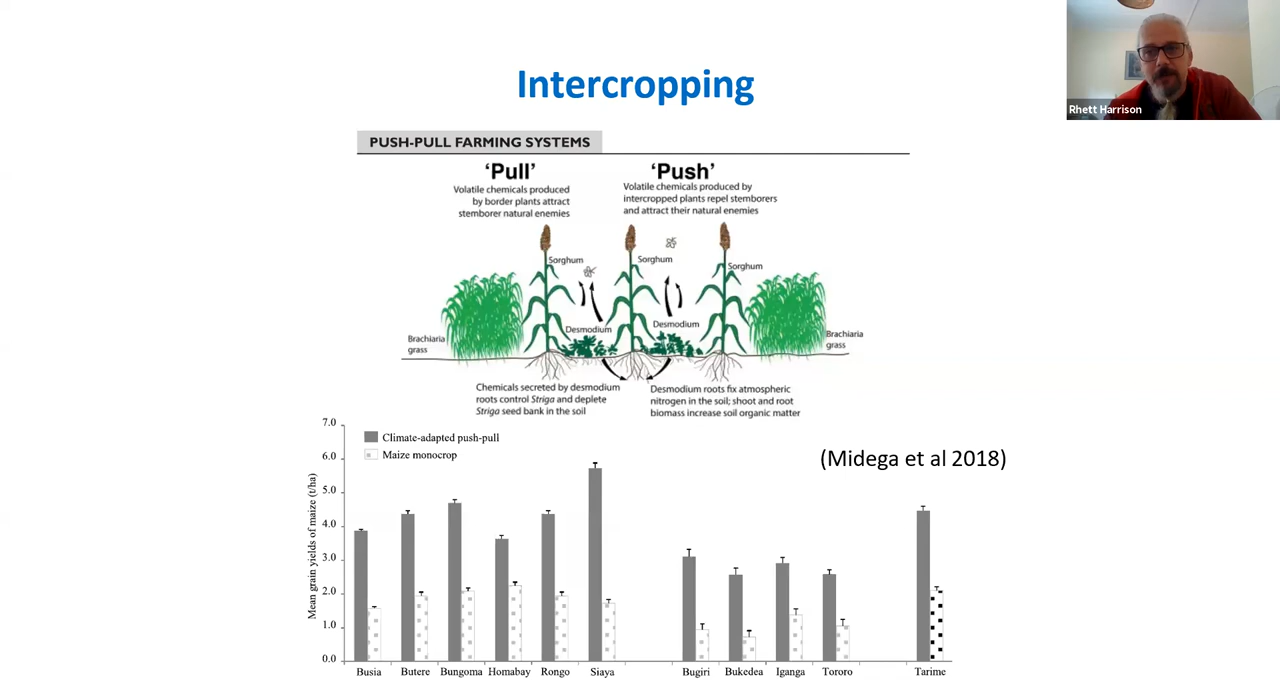 Intercropping
Rhett Harrison
PUSH-PULL FARMING SYSTEMS
'Pull'
Volatile chemicals produced
by border plants attract
stemborer natural enemies
'Push'
Volatile chemicals produced by
intercropped plants repel stemborers
and attract their natural enemies
Sorghum
Sorghum
Sorghum
Desmodium
Desmodium
Brachiaria
grass
Brachiaria
grass
Chemicals secreted by desmodium
roots control Striga and deplete
Striga seed bank in the soil
Desmodium roots fix atmospheric
nitrogen in the soil; shoot and root
biomass increase soil organic matter
(Midega et al 2018)
Climate-adapted push-pull
Maize monocrop
Mean grain yields of maize (t/ha)
7.0
6.0
5.0
4.0
3.0
2.0
1.0
0.0
Busia Butere Bungoma Homabay Rongo Siaya Bugiri Bukedea Iganga Tororo Tarime